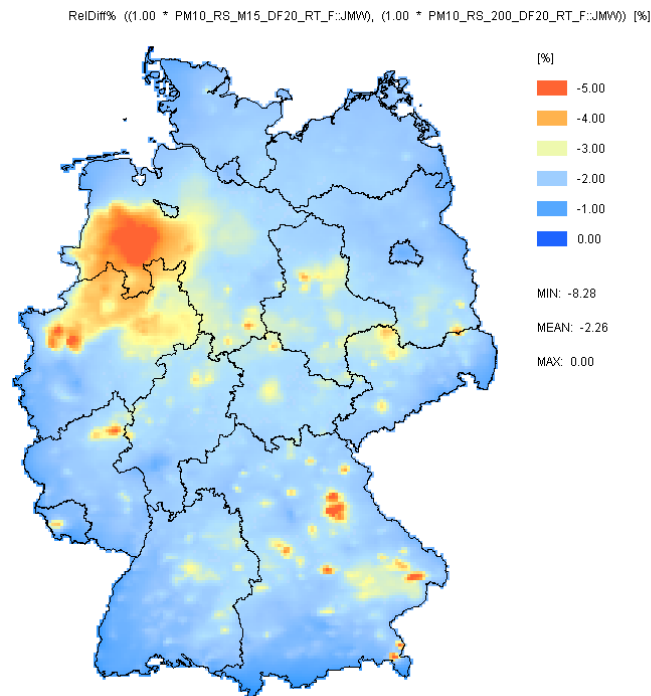 RelDiff% ((1.00 * PM10_RS_M15_DF20_RT_F::JMW), (1.00 * PM10_RS_200_DF20_RT_F::JMW)) [%]
[%]
-5.00
-4.00
-3.00
-2.00
-1.00
0.00
MIN: -8.28
MEAN: -2.26
MAX: 0.00